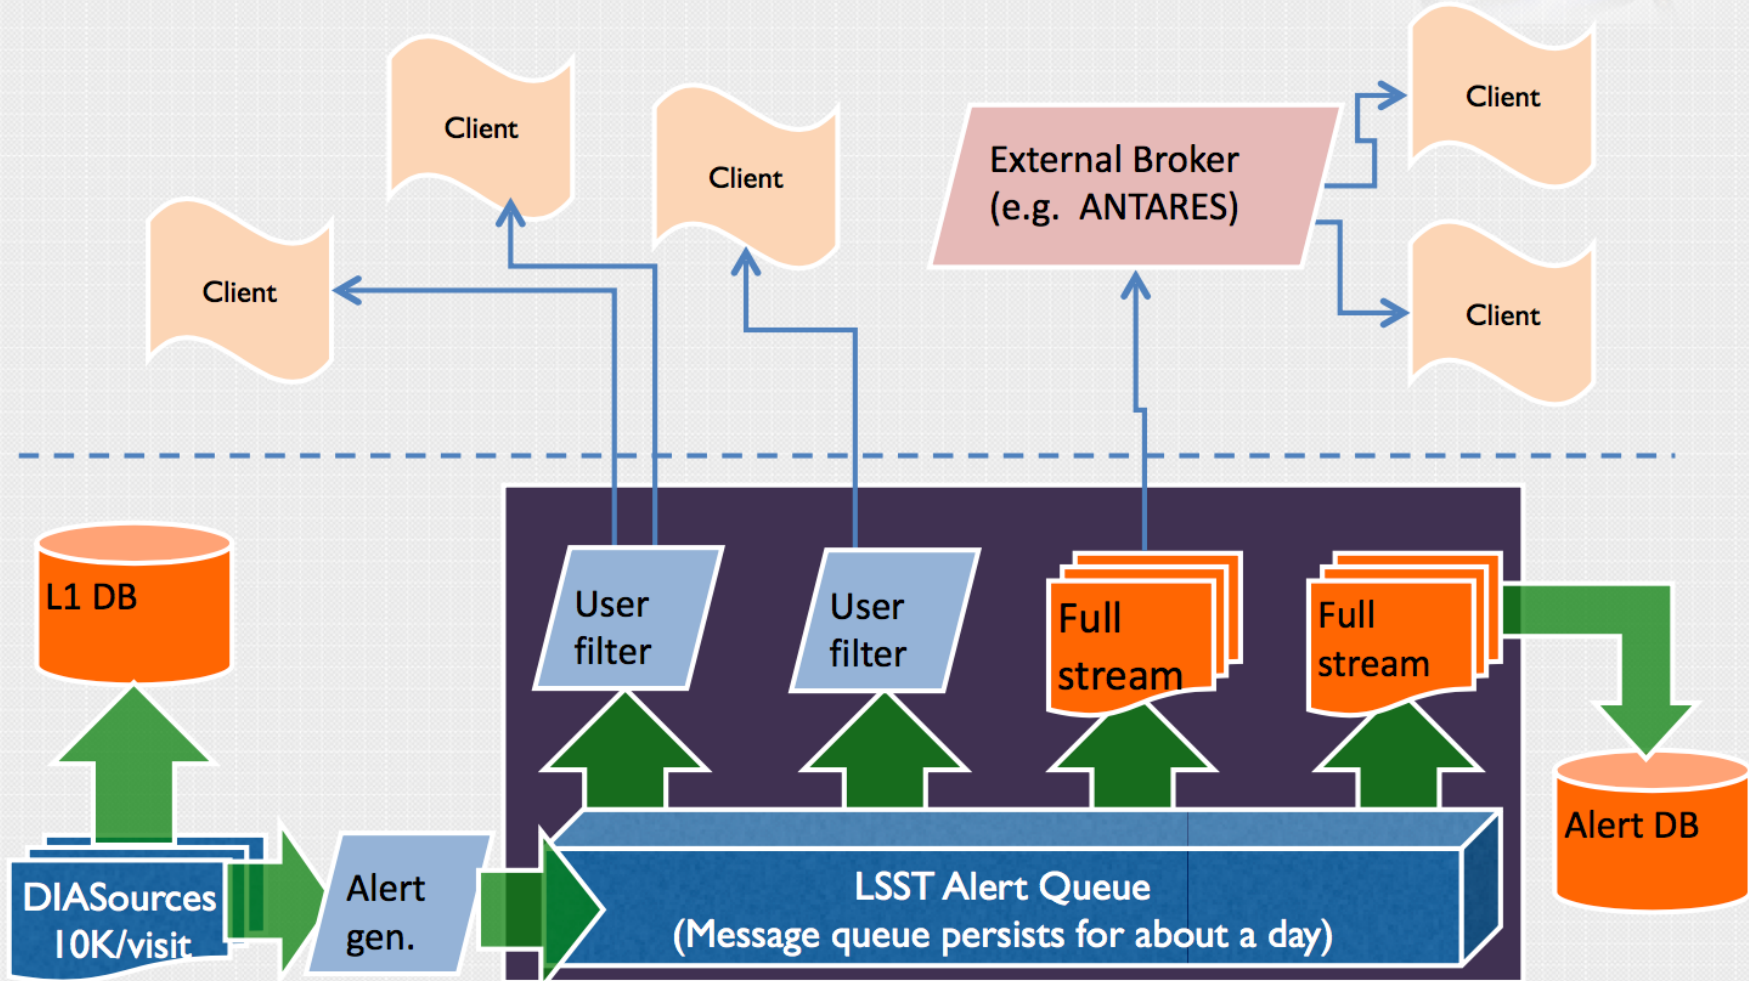 Client
Client
Client
Client
Client
External Broker
(e.g. ANTARES)
L1 DB
User
filter
User
filter
Full
stream
Full
stream
Alert DB
DIASources
10K/visit
Alert
gen.
LSST Alert Queue
(Message queue persists for about a day)